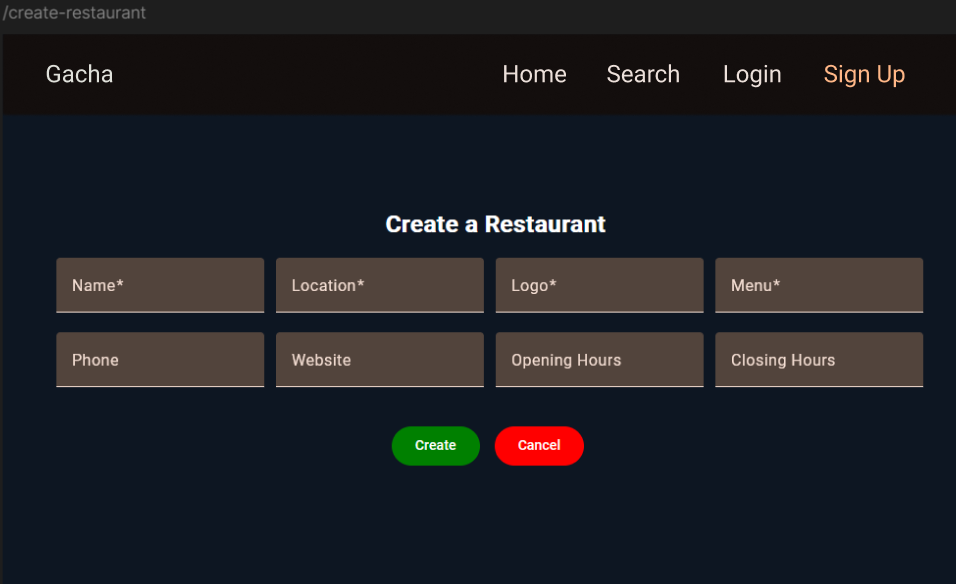 /create-restaurant
Gacha Home Search Login Sign Up
Create a Restaurant
Name* Location* Logo* Menu*
Phone Website Opening Hours Closing Hours
Create Cancel